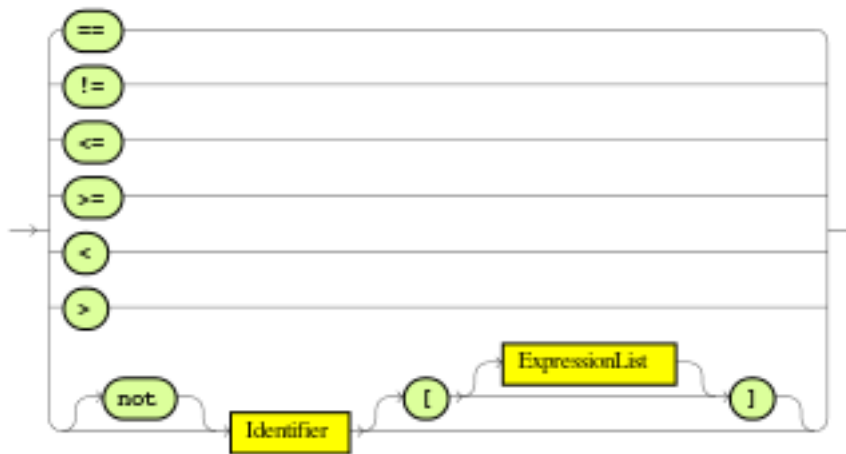 ==
!=
<=
>=
<
>
ExpressionList
not [ ]
Identifier